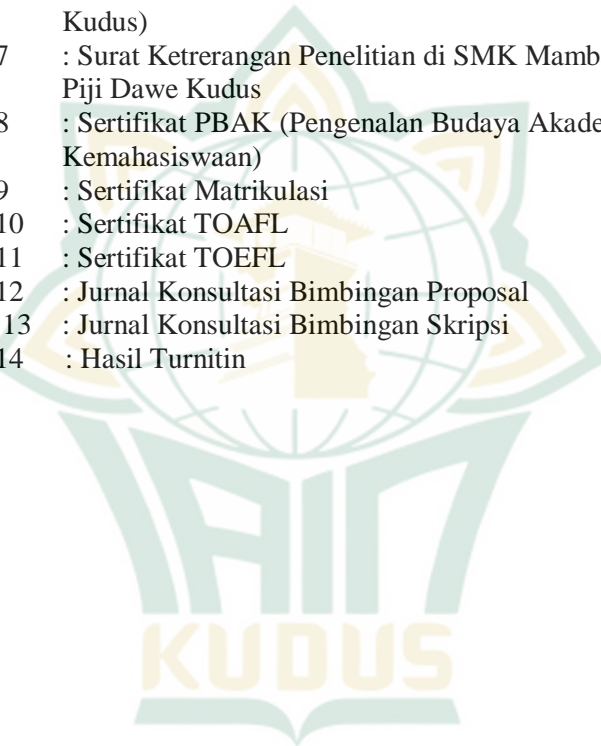 Kudus)
7 : Surat Ketrerangan Penelitian di SMK Mamb
Piji Dawe Kudus
8 : Sertifikat PBAK (Pengenalan Budaya Akade
Kemahasiswaan)
9 : Sertifikat Matrikulasi
10 : Sertifikat TOAFL
11 : Sertifikat TOEFL
12 : Jurnal Konsultasi Bimbingan Proposal
13 : Jurnal Konsultasi Bimbingan Skripsi
14 : Hasil Turnitin
IAIN
KUDUS